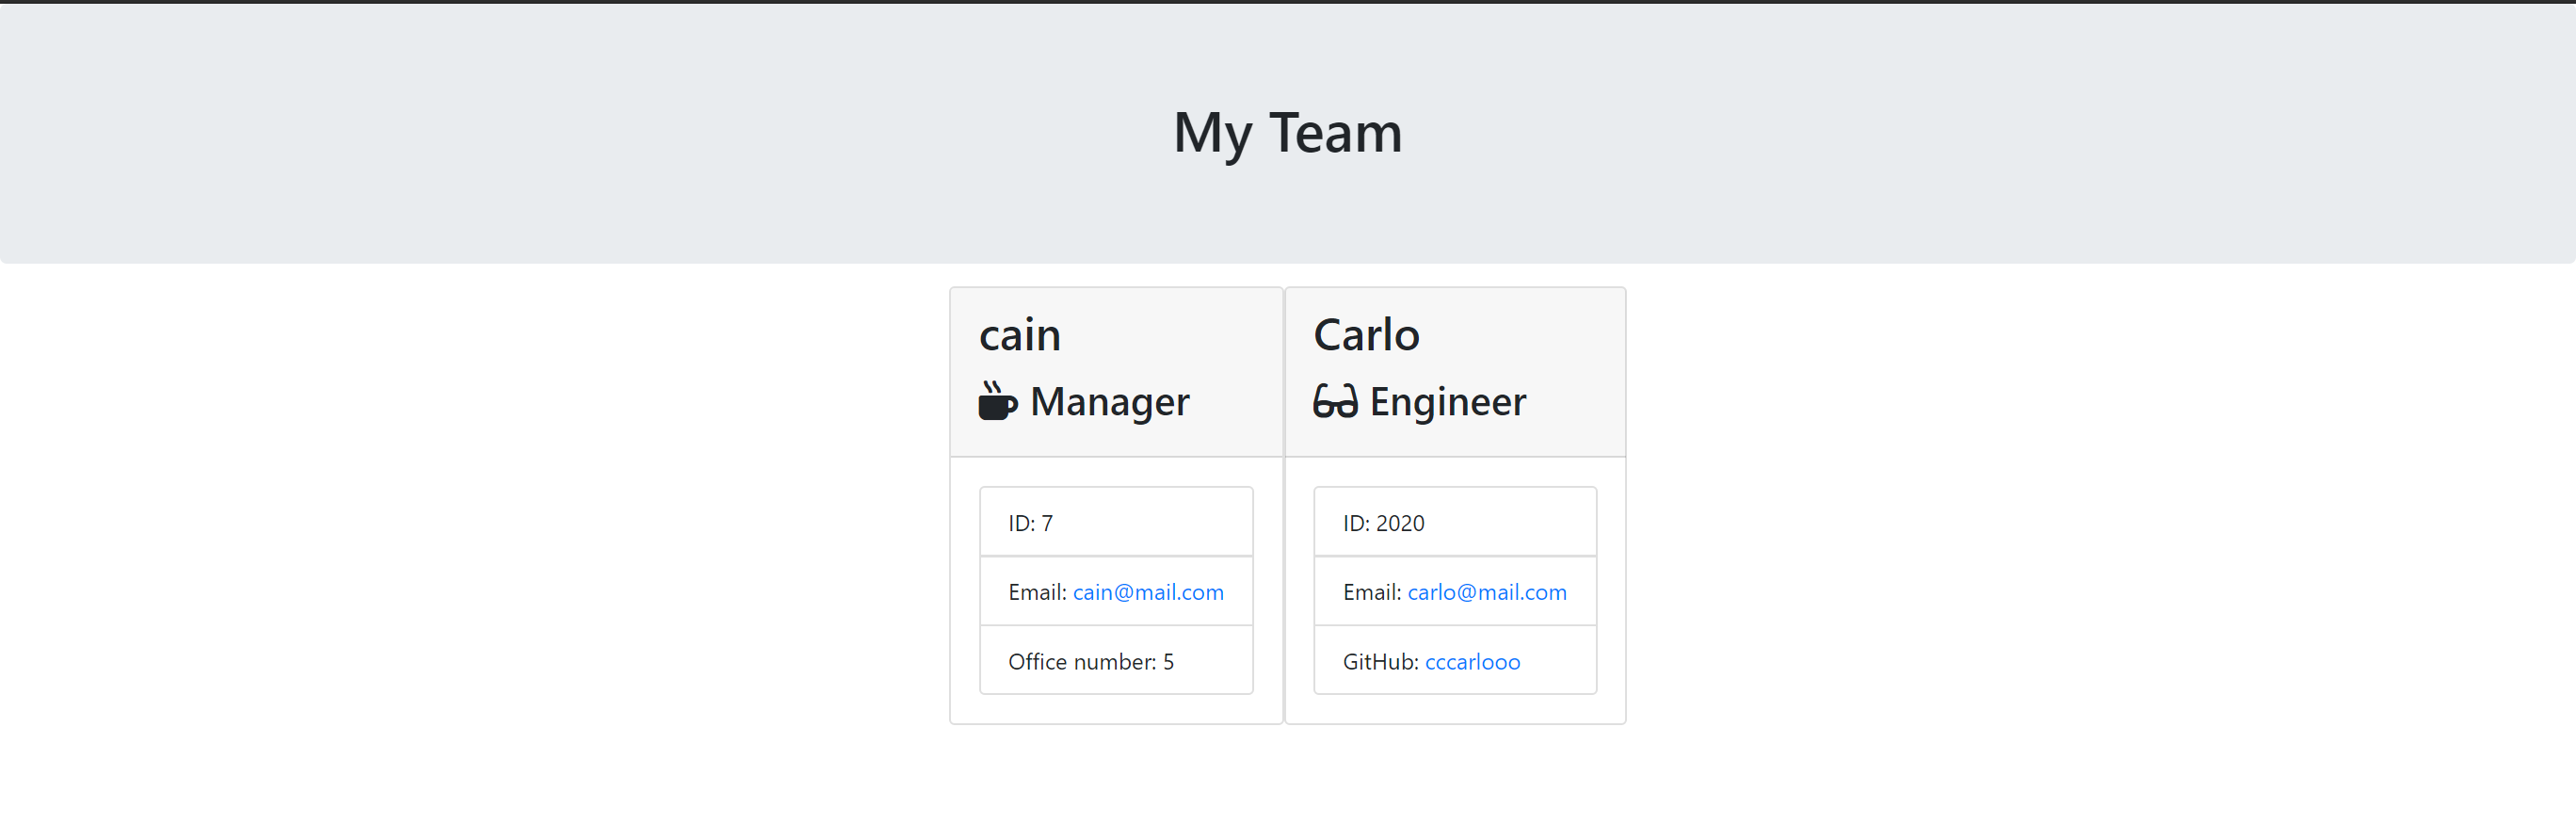 My Team
cain
Manager
ID: 7
Email: cain@mail.com
Office number: 5
Carlo
Engineer
ID: 2020
Email: carlo@mail.com
GitHub: cccarlooo